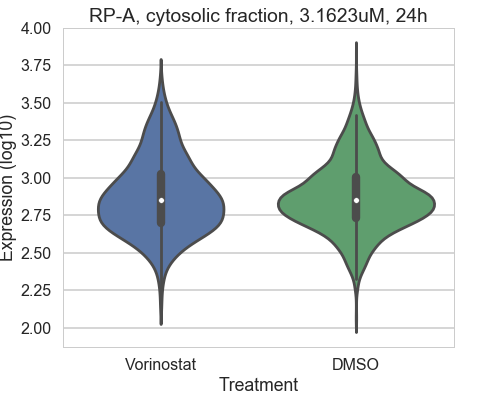 RP-A, cytosolic fraction, 3.1623uM, 24h
4.00
3.75
3.50
3.25
3.00
2.75
2.50
2.25
2.00
Expression (log10)
Vorinostat DMSO
Treatment